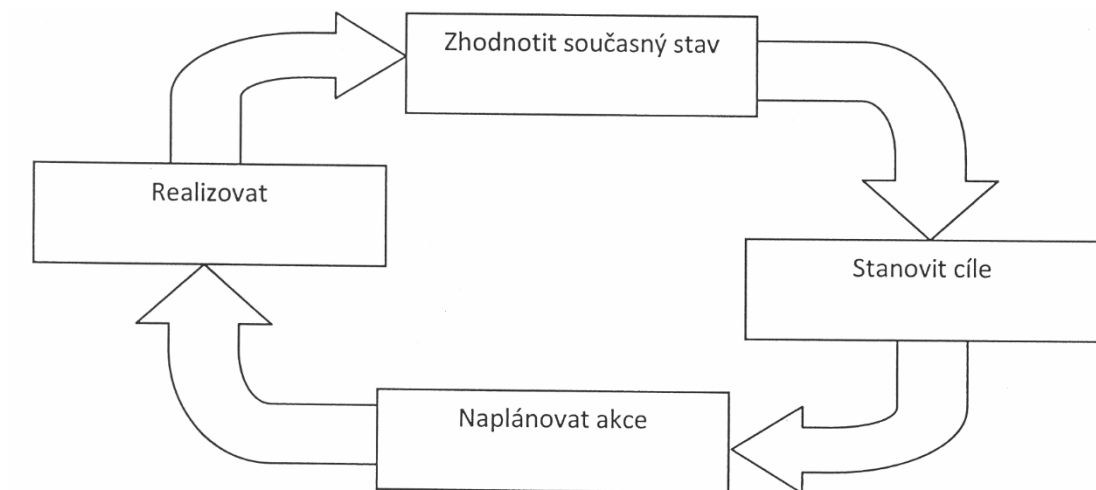 Zhodnotit současný stav
Realizovat
Stanovit cíle
Naplánovat akce